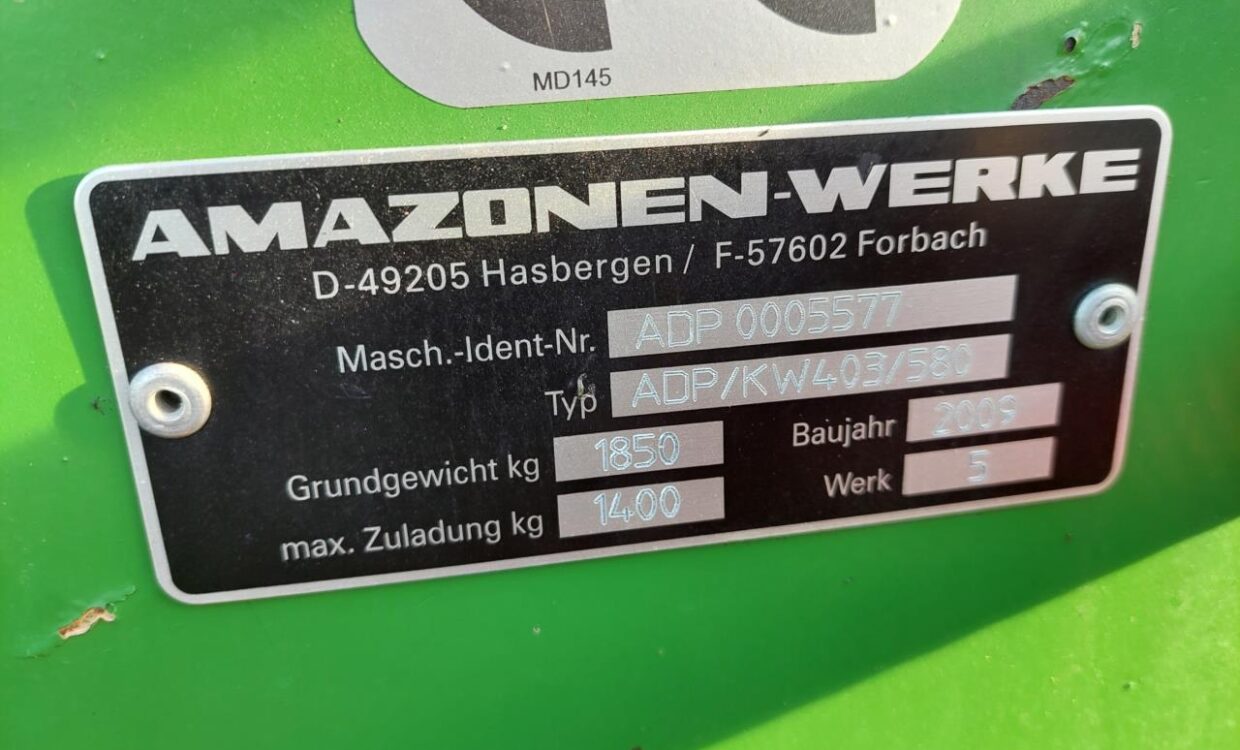 MD145
AMAZONEN-WERKE
D-49205 Hasbergen / F-57602 Forbach
Masch.-Ident-Nr. ADP 0005577
Typ ADP/KW403/580
Grundgewicht kg 1850 Baujahr 2009
max. Zuladung kg 1400 Werk 5